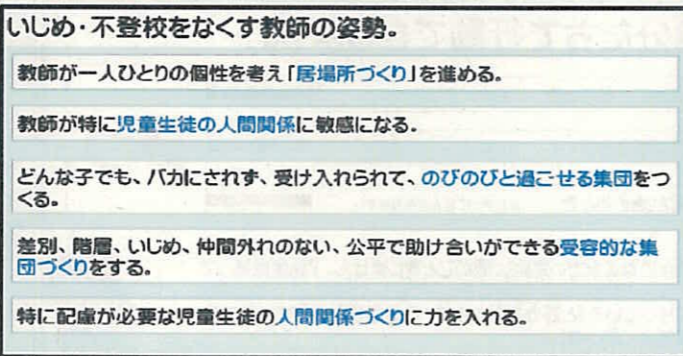 いじめ・不登校をなくす教師の姿勢。
教師が一人ひとりの個性を考え「居場所づくり」を進める。
教師が特に児童生徒の人間関係に敏感になる。
どんな子でも、バカにされず、受け入れられて、のびのびと過ごせる集団をつ
くる。
差別、階層、いじめ、仲間外れのない、公平で助け合いができる受容的な集
団づくりをする。
特に配慮が必要な児童生徒の人間関係づくりに力を入れる。